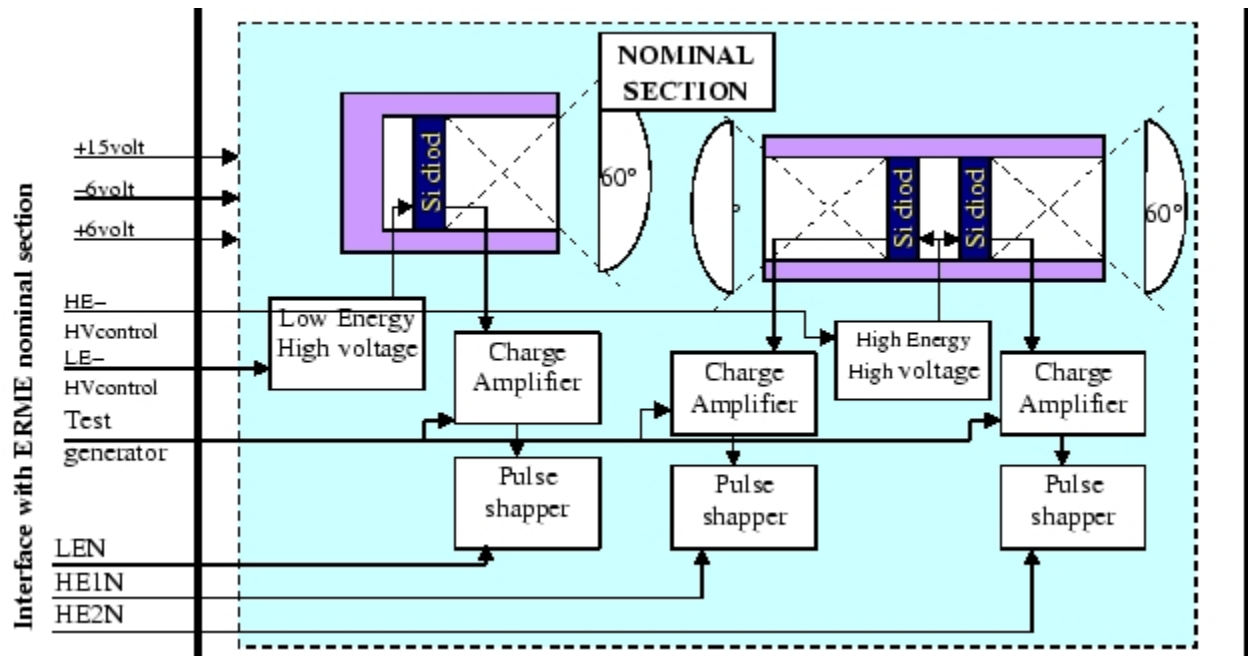 NOMINAL
SECTION
Interface with ERME nominal section
+15volt
–6volt
+6volt
HE–
HVcontrol
LE–
HVcontrol
Test
generator
LEN
HE1N
HE2N
Si diod
60°
Low Energy
High voltage
Charge
Amplifier
Pulse
shapper
°
Si diod
Si diod
60°
Charge
Amplifier
Pulse
shapper
High Energy
High voltage
Charge
Amplifier
Pulse
shapper